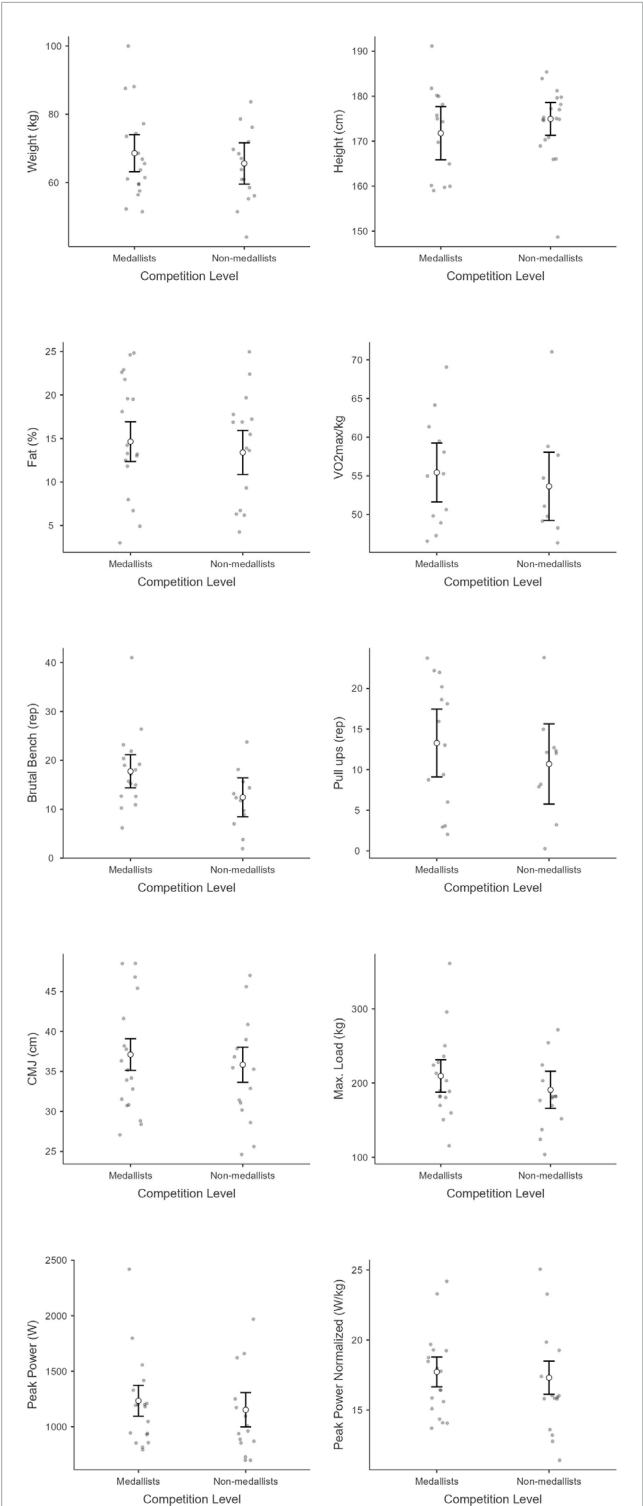 100
80
60
Weight (kg)
Medallists Non-medallists
Competition Level
190
180
170
160
150
Height (cm)
Medallists Non-medallists
Competition Level
25
20
15
10
5
Fat (%)
Medallists Non-medallists
Competition Level
70
65
60
55
50
VO2max/kg
Medallists Non-medallists
Competition Level
40
30
20
10
0
Brutal Bench (rep)
Medallists Non-medallists
Competition Level
20
15
10
5
0
Pull ups (rep)
Medallists Non-medallists
Competition Level
45
40
35
30
25
CMJ (cm)
Medallists Non-medallists
Competition Level
300
200
100
Max. Load (kg)
Medallists Non-medallists
Competition Level
2500
2000
1500
1000
Peak Power (W)
Medallists Non-medallists
Competition Level
25
20
15
Peak Power Normalized (W/kg)
Medallists Non-medallists
Competition Level